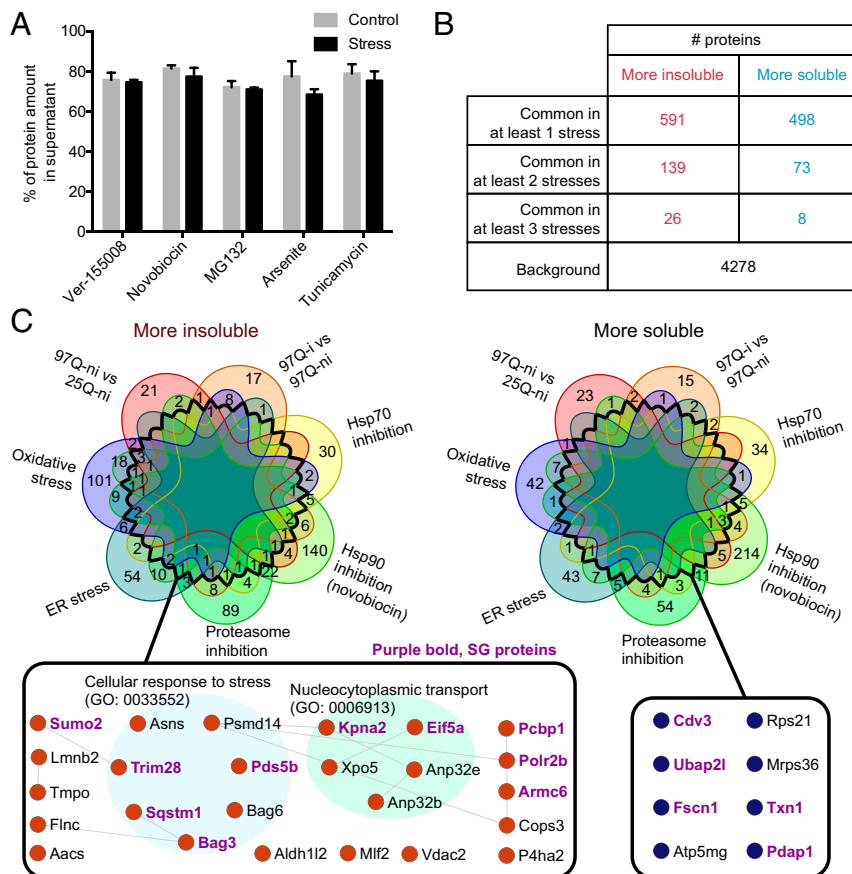 A
Control
Stress
% of protein amount
in supernatant
100
80
60
40
20
0
Ver-155008
Novobiocin
MG132
Arsenite
Tunicamycin
B
# proteins
More insoluble
More soluble
Common in
at least 1 stress
591
498
Common in
at least 2 stresses
139
73
Common in
at least 3 stresses
26
8
Background
4278
C
More insoluble
97Q-ni vs
25Q-ni
97Q-i vs
97Q-ni
Hsp70
inhibition
Hsp90
inhibition
(novobiocin)
Proteasome
inhibition
ER stress
Oxidative
stress
21
17
30
140
89
54
101
More soluble
97Q-ni vs
25Q-ni
97Q-i vs
97Q-ni
Hsp70
inhibition
Hsp90
inhibition
(novobiocin)
Proteasome
inhibition
ER stress
Oxidative
stress
23
15
34
214
54
43
42
Purple bold, SG proteins
Cellular response to stress
(GO: 0033552)
Nucleocytoplasmic transport
(GO: 0006913)
Sumo2
Asns
Psmd14
Kpna2
Eif5a
Pcbp1
Lmnb2
Trim28
Pds5b
Xpo5
Anp32e
Polr2b
Tmpo
Sqstm1
Bag6
Anp32b
Armc6
Flnc
Bag3
Cops3
Aacs
Aldh1l2
Mlf2
Vdac2
P4ha2
Cdv3
Rps21
Ubap2l
Mrps36
Fscn1
Txn1
Atp5mg
Pdap1